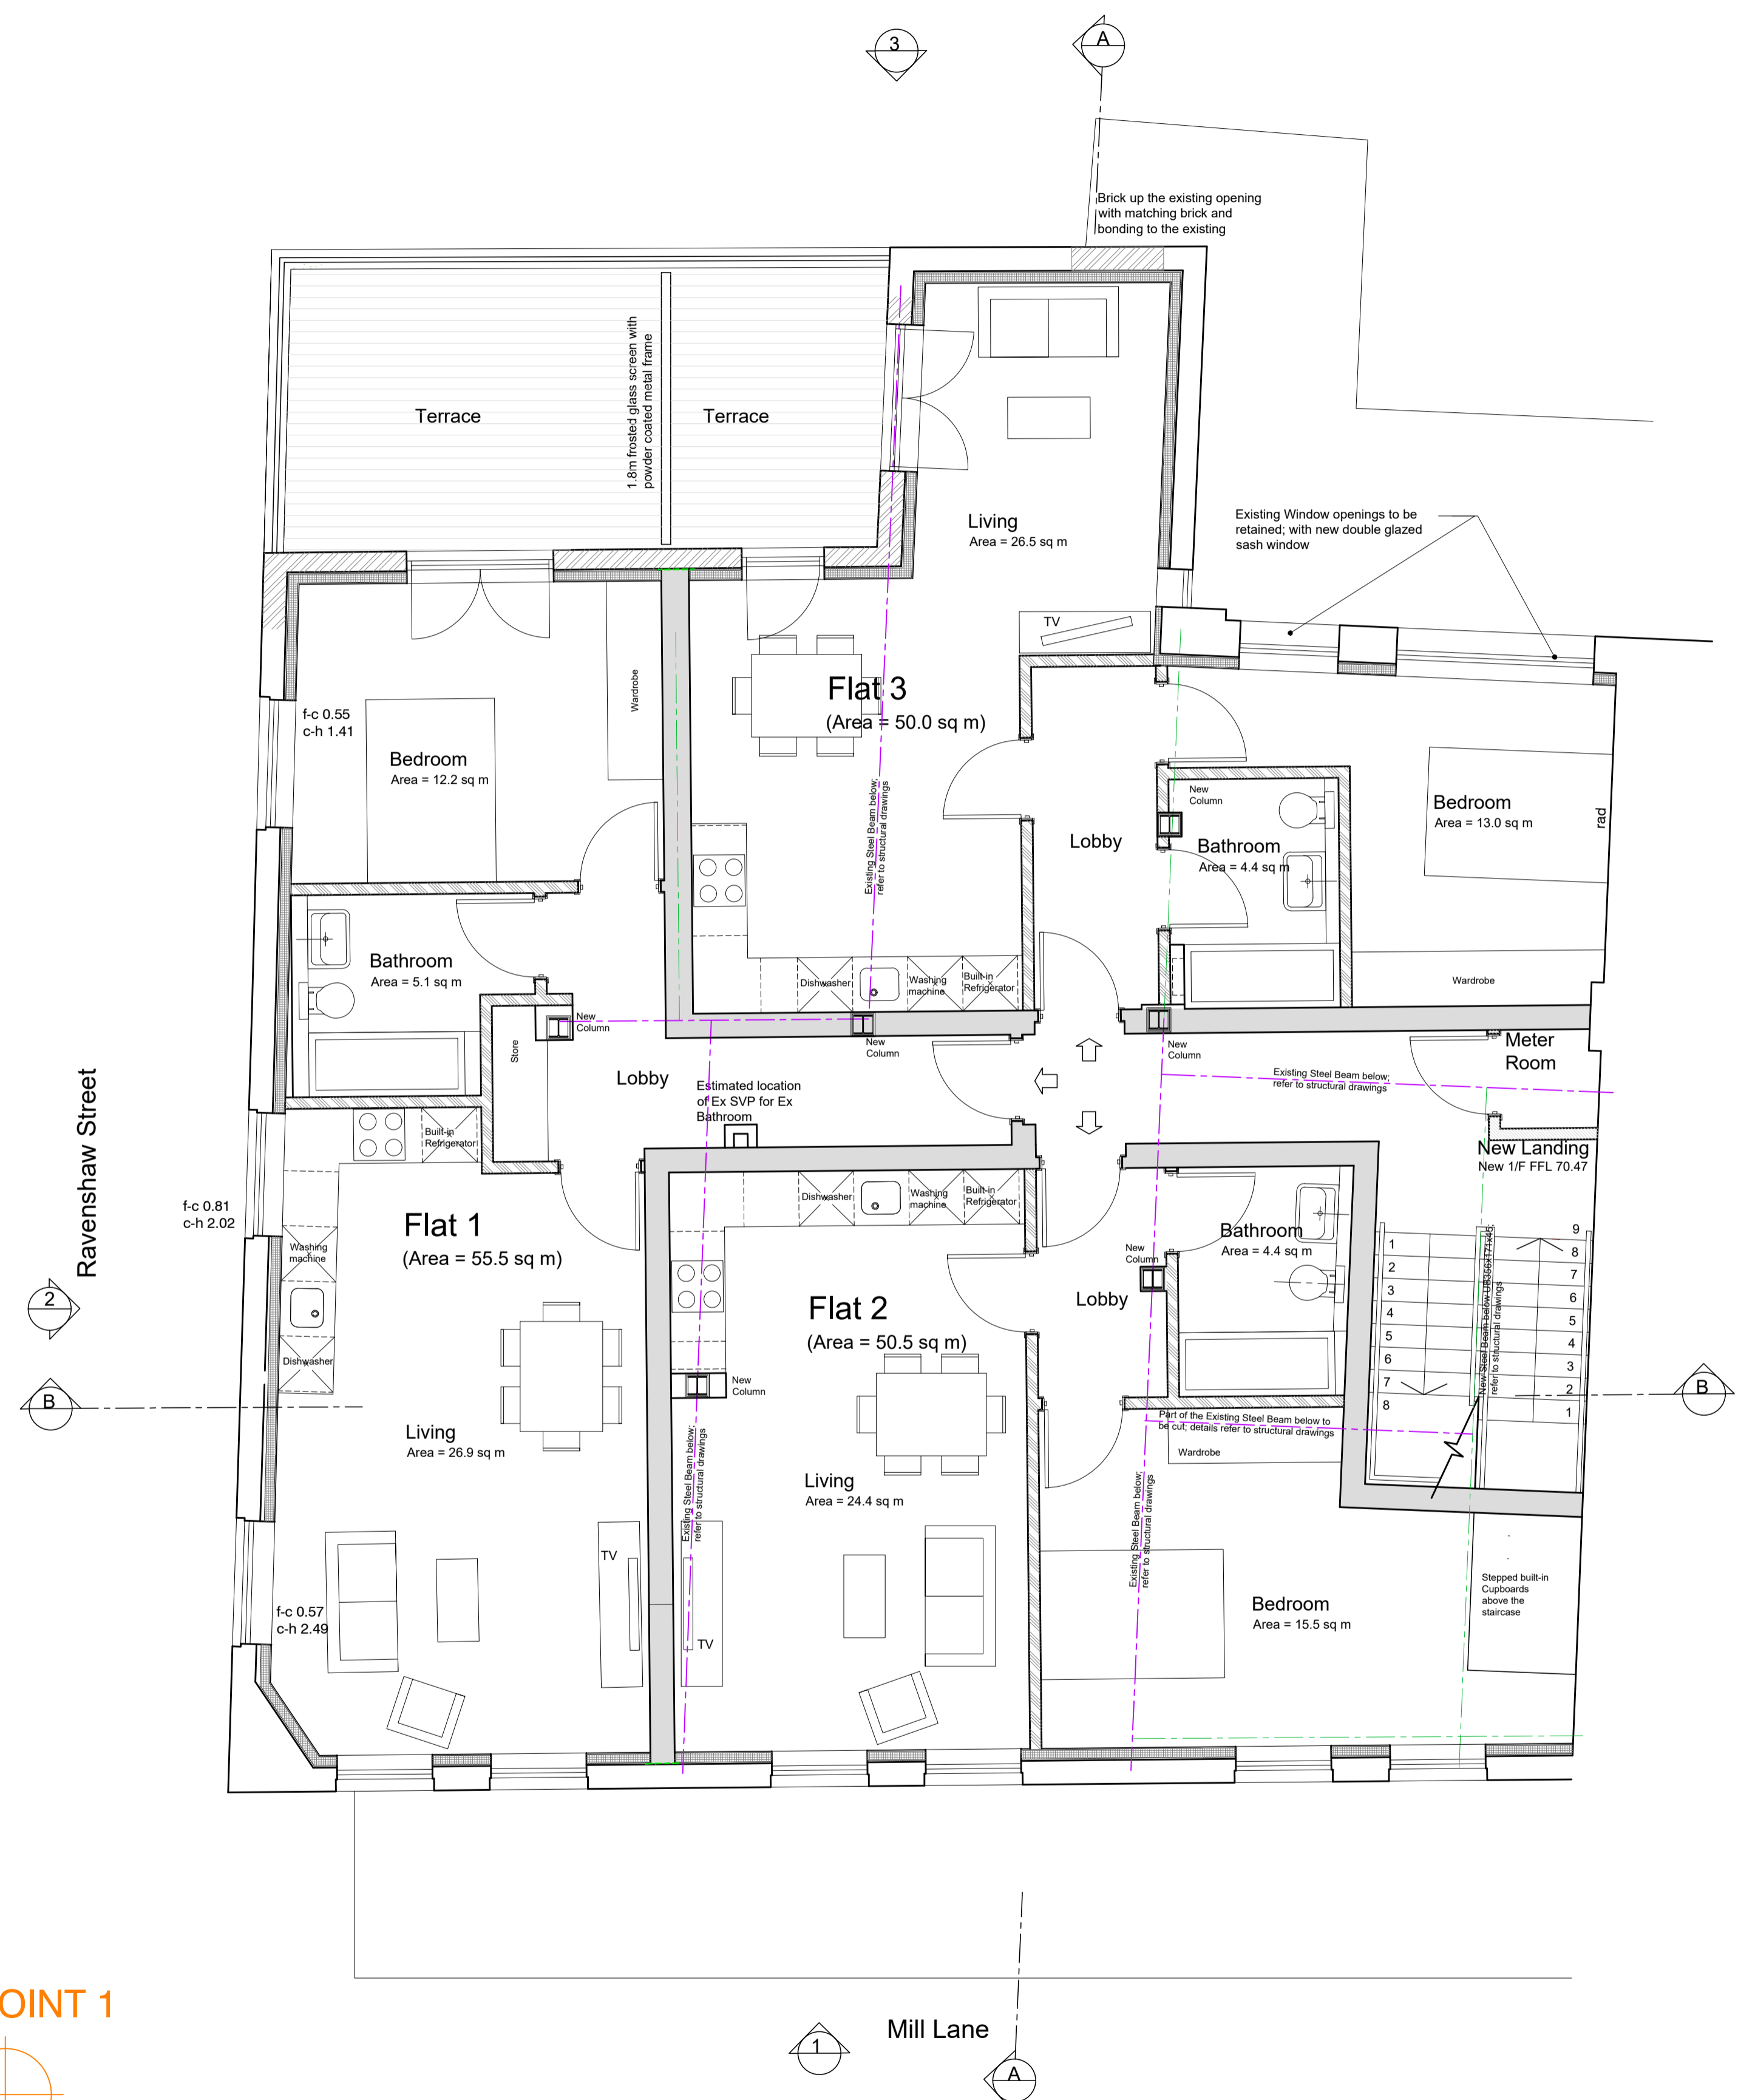 3
A
Brick up the existing opening
with matching brick and
bonding to the existing
1.8m frosted glass screen with
powder coated metal frame
Terrace
Terrace
Living
Area = 26.5 sq m
Existing Window openings to be
retained; with new double glazed
sash window
TV
Wardrobe
Flat 3
(Area = 50.0 sq m)
f-c 0.55
c-h 1.41
Bedroom
Area = 12.2 sq m
Existing Steel Beam below;
refer to structural drawings
New
Column
Bedroom
Area = 13.0 sq m
rad
Lobby
Bathroom
Area = 4.4 sq m
Bathroom
Area = 5.1 sq m
Dishwasher
Washing
machine
Built-in
Refrigerator
Wardrobe
New
Column
Store
New
Column
New
Column
Meter
Room
Lobby
Estimated location
of Ex SVP for Ex
Bathroom
Existing Steel Beam below;
refer to structural drawings
Ravenshaw Street
Built-in
Refrigerator
New Landing
New 1/F FFL 70.47
f-c 0.81
c-h 2.02
Flat 1
(Area = 55.5 sq m)
Washing
machine
Dishwasher
Dishwasher
Washing
machine
Built-in
Refrigerator
Bathroom
Area = 4.4 sq m
New
Column
Lobby
Flat 2
(Area = 50.5 sq m)
1
2
3
4
5
6
7
8
9
8
7
6
5
4
3
2
1
New Steel Beam below UB356x171x45;
refer to structural drawings
2
B
B
New
Column
Living
Area = 26.9 sq m
Part of the Existing Steel Beam below to
be cut; details refer to structural drawings
Wardrobe
Living
Area = 24.4 sq m
Existing Steel Beam below;
refer to structural drawings
Existing Steel Beam below;
refer to structural drawings
TV
TV
f-c 0.57
c-h 2.49
Bedroom
Area = 15.5 sq m
Stepped built-in
Cupboards
above the
staircase
OINT 1
Mill Lane
1
A